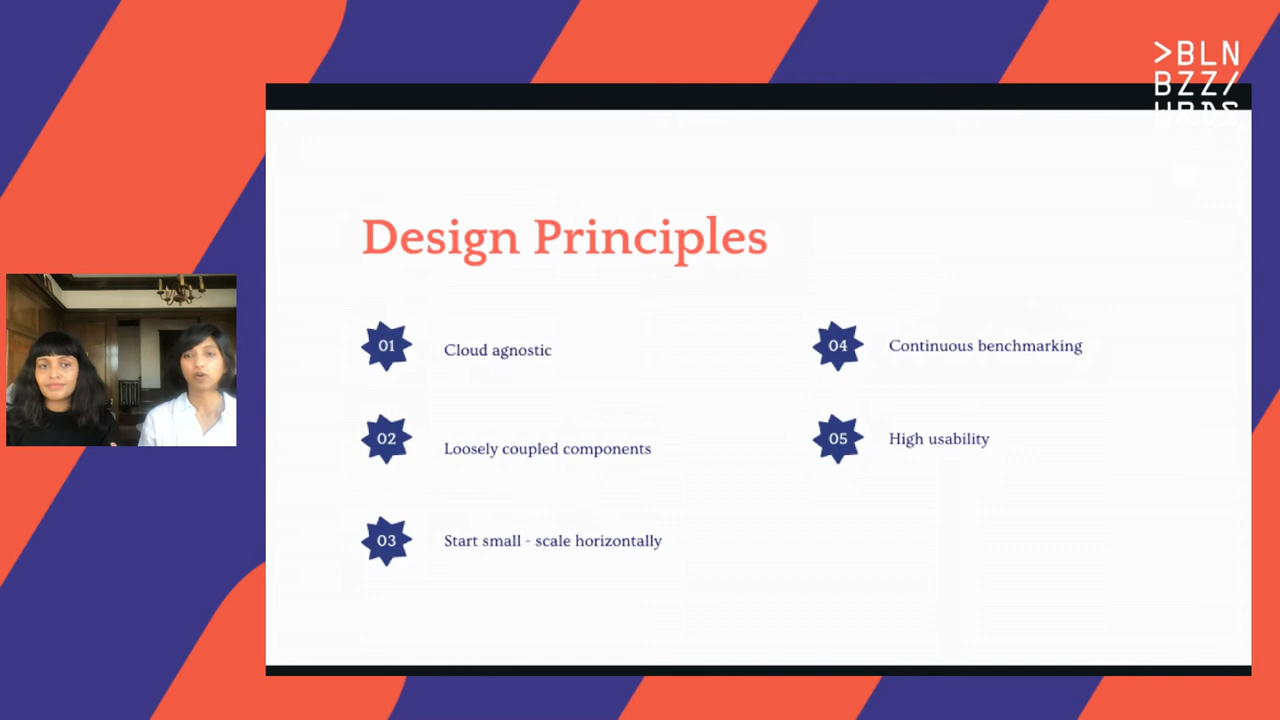 >BLN
BZZ/
WRDS
Design Principles
01 Cloud agnostic
02 Loosely coupled components
03 Start small - scale horizontally
04 Continuous benchmarking
05 High usability